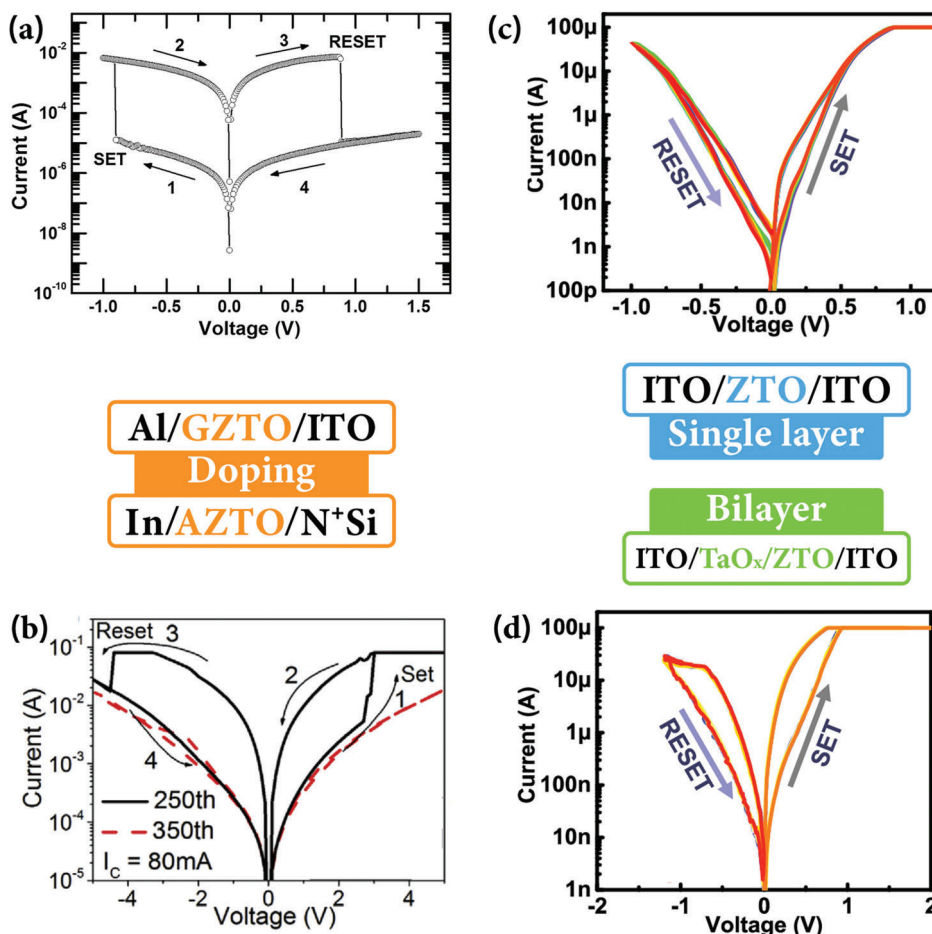 (a)
2
3
RESET
SET
1
4
Current (A)
10⁻²
10⁻⁴
10⁻⁶
10⁻⁸
10⁻¹⁰
-1.0 -0.5 0.0 0.5 1.0 1.5
Voltage (V)
(c)
100µ
10µ
1µ
100n
10n
1n
100p
Current (A)
RESET
SET
-1.0 -0.5 0.0 0.5 1.0
Voltage (V)
Al/GZTO/ITO
Doping
In/AZTO/N⁺Si
ITO/ZTO/ITO
Single layer
Bilayer
ITO/TaOₓ/ZTO/ITO
(b)
Reset 3
2
Set
1
4
250th
350th
I_C = 80mA
Current (A)
10⁻¹
10⁻²
10⁻³
10⁻⁴
10⁻⁵
-4 -2 0 2 4
Voltage (V)
(d)
100µ
10µ
1µ
100n
10n
1n
Current (A)
RESET
SET
-2 -1 0 1 2
Voltage (V)